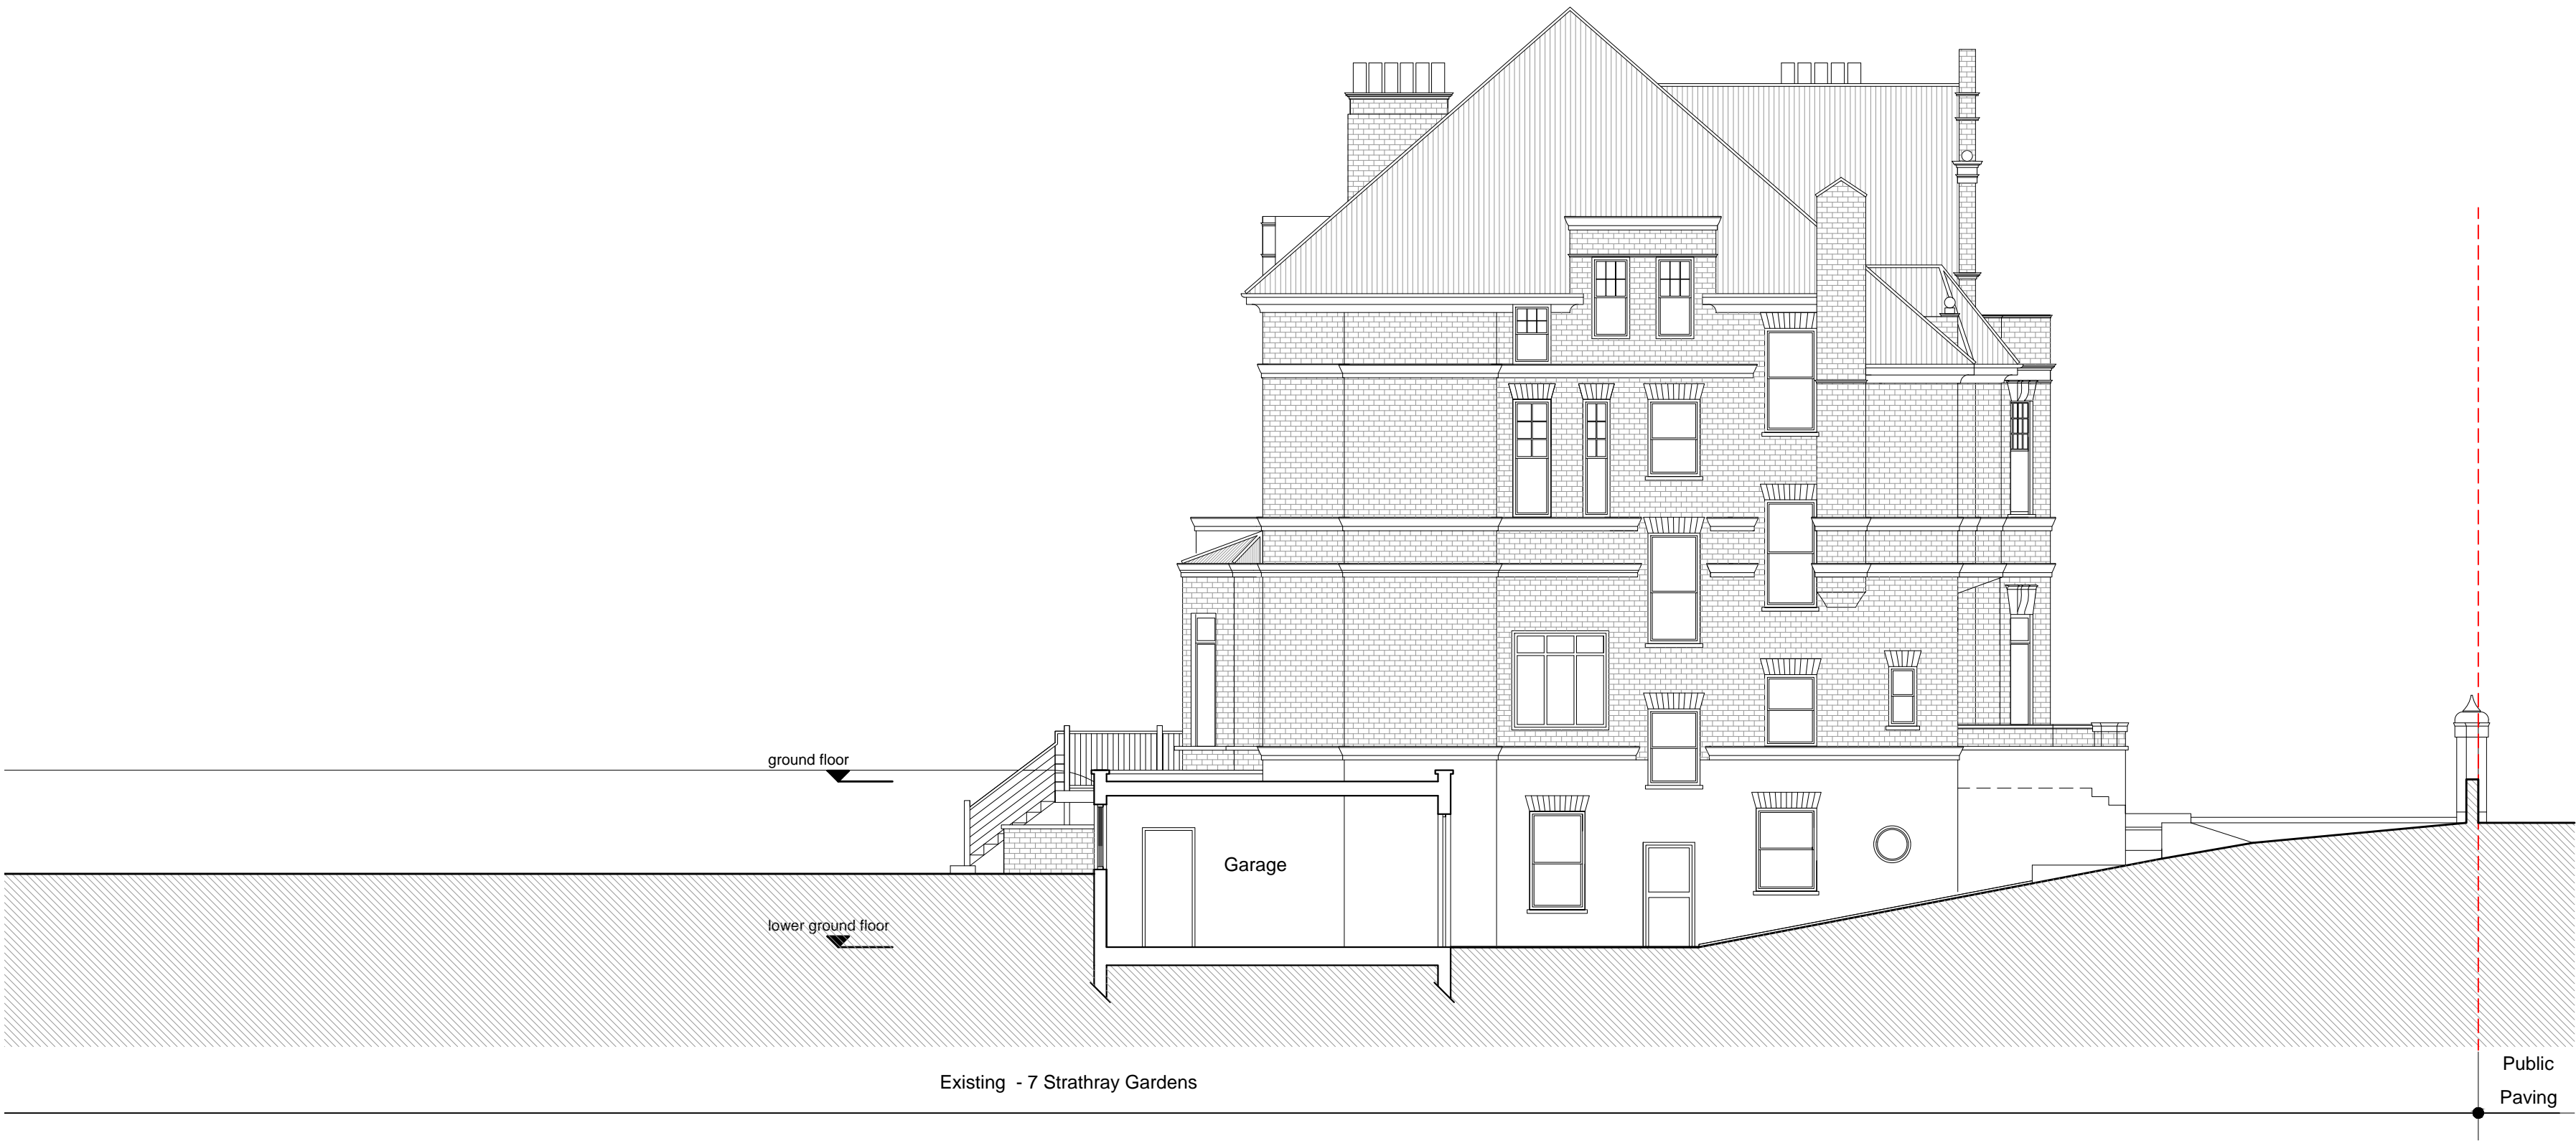 ground floor
Garage
lower ground floor
Existing - 7 Strathray Gardens
Public
Paving